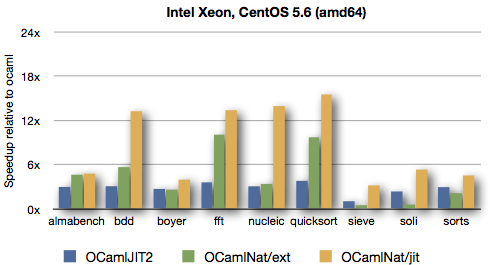 Intel Xeon, CentOS 5.6 (amd64)
Speedup relative to ocaml
24x
18x
12x
6x
0x
almabench bdd boyer fft nucleic quicksort sieve soli sorts
OCamlJIT2 OCamlNat/ext OCamlNat/jit